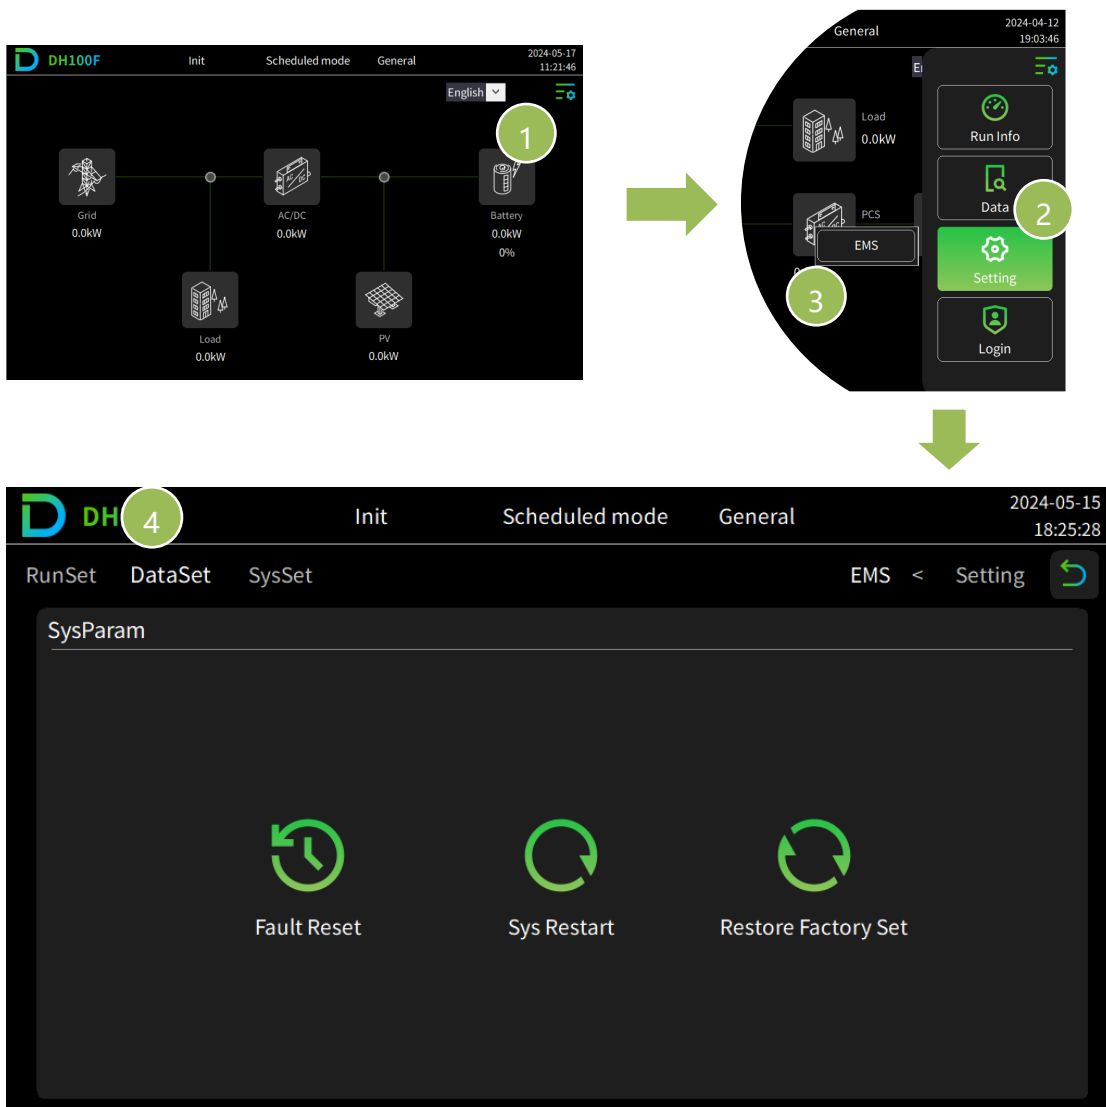 DH100F
Init
Scheduled mode
General
2024-05-17
11:21:46
English
1
Grid
0.0kW
AC/DC
0.0kW
Battery
0.0kW
0%
Load
0.0kW
PV
0.0kW
General
2024-04-12
19:03:46
Load
0.0kW
Run Info
Data
2
PCS
EMS
Setting
3
Login
DH
4
Init
Scheduled mode
General
2024-05-15
18:25:28
RunSet
DataSet
SysSet
EMS < Setting
SysParam
Fault Reset
Sys Restart
Restore Factory Set